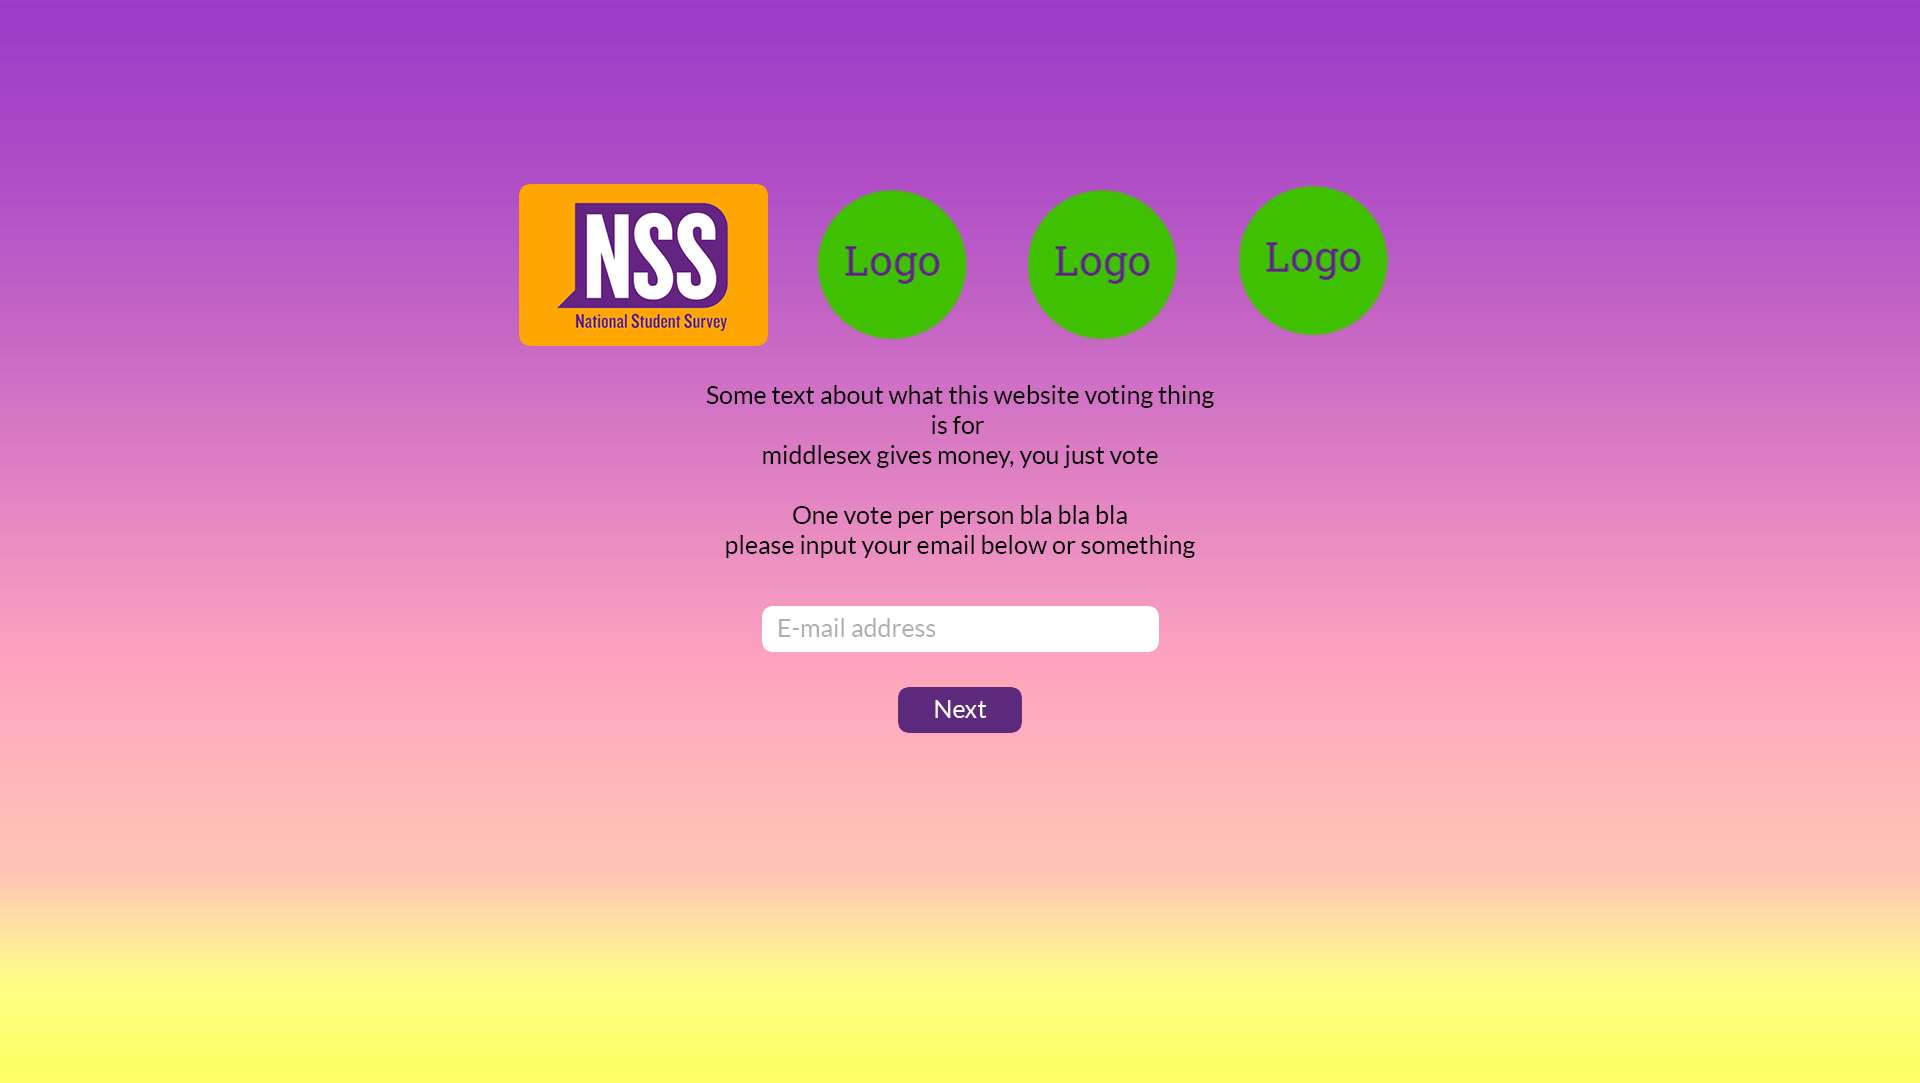 NSS
National Student Survey
Logo
Logo
Logo
Some text about what this website voting thing
is for
middlesex gives money, you just vote
One vote per person bla bla bla
please input your email below or something
E-mail address
Next